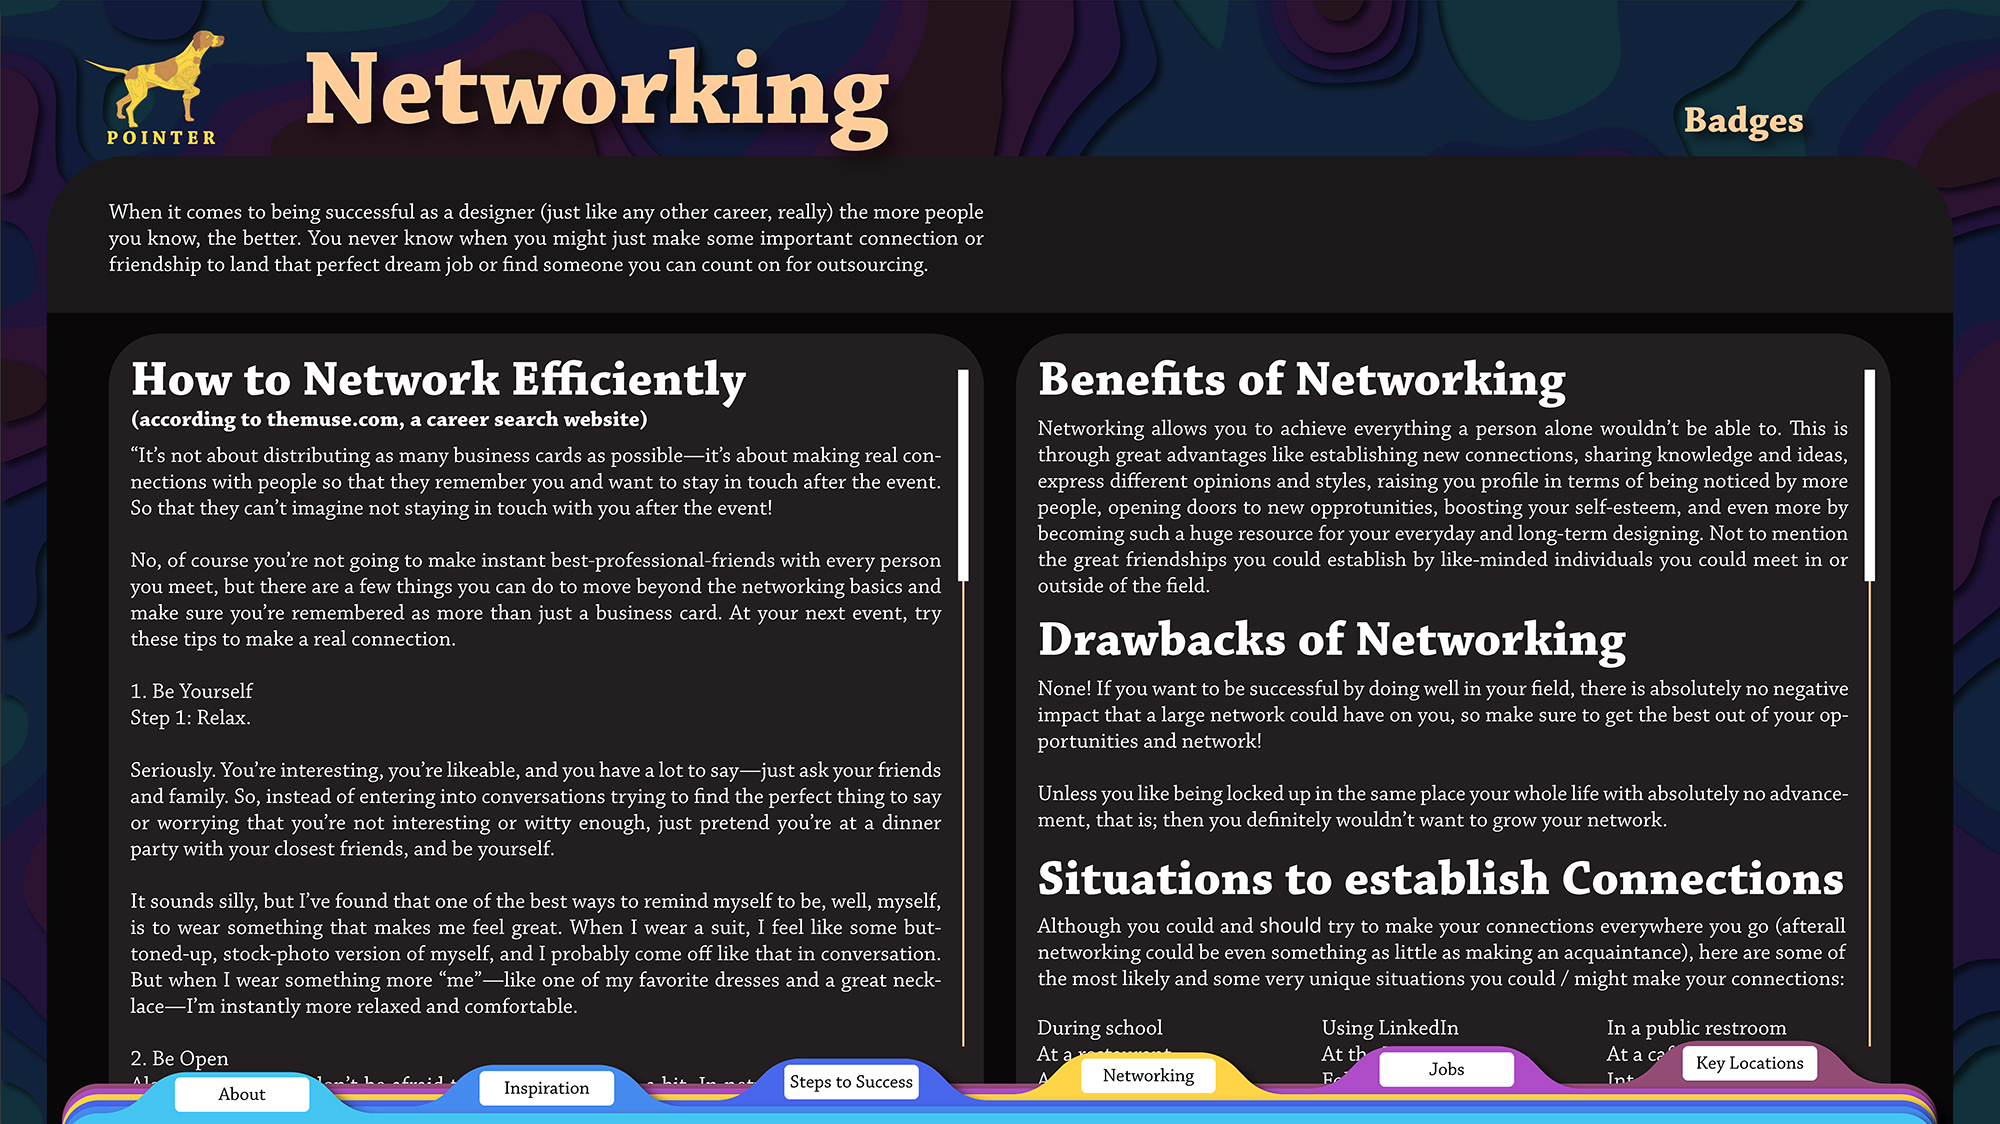 POINTER
Networking
Badges
When it comes to being successful as a designer (just like any other career, really) the more people
you know, the better. You never know when you might just make some important connection or
friendship to land that perfect dream job or find someone you can count on for outsourcing.
How to Network Efficiently
(according to themuse.com, a career search website)
“It’s not about distributing as many business cards as possible—it’s about making real con-
nections with people so that they remember you and want to stay in touch after the event.
So that they can’t imagine not staying in touch with you after the event!
No, of course you’re not going to make instant best-professional-friends with every person
you meet, but there are a few things you can do to move beyond the networking basics and
make sure you’re remembered as more than just a business card. At your next event, try
these tips to make a real connection.
1. Be Yourself
Step 1: Relax.
Seriously. You’re interesting, you’re likeable, and you have a lot to say—just ask your friends
and family. So, instead of entering into conversations trying to find the perfect thing to say
or worrying that you’re not interesting or witty enough, just pretend you’re at a dinner
party with your closest friends, and be yourself.
It sounds silly, but I’ve found that one of the best ways to remind myself to be, well, myself,
is to wear something that makes me feel great. When I wear a suit, I feel like some but-
toned-up, stock-photo version of myself, and I probably come off like that in conversation.
But when I wear something more “me”—like one of my favorite dresses and a great neck-
lace—I’m instantly more relaxed and comfortable.
2. Be Open
Benefits of Networking
Networking allows you to achieve everything a person alone wouldn’t be able to. This is
through great advantages like establishing new connections, sharing knowledge and ideas,
express different opinions and styles, raising you profile in terms of being noticed by more
people, opening doors to new opprotunities, boosting your self-esteem, and even more by
becoming such a huge resource for your everyday and long-term designing. Not to mention
the great friendships you could establish by like-minded individuals you could meet in or
outside of the field.
Drawbacks of Networking
None! If you want to be successful by doing well in your field, there is absolutely no negative
impact that a large network could have on you, so make sure to get the best out of your op-
portunities and network!
Unless you like being locked up in the same place your whole life with absolutely no advance-
ment, that is; then you definitely wouldn’t want to grow your network.
Situations to establish Connections
Although you could and should try to make your connections everywhere you go (afterall
networking could be even something as little as making an acquaintance), here are some of
the most likely and some very unique situations you could / might make your connections:
During school
At a restaurant
Using LinkedIn
At
In a public restroom
At a
About
Inspiration
Steps to Success
Networking
Jobs
Key Locations